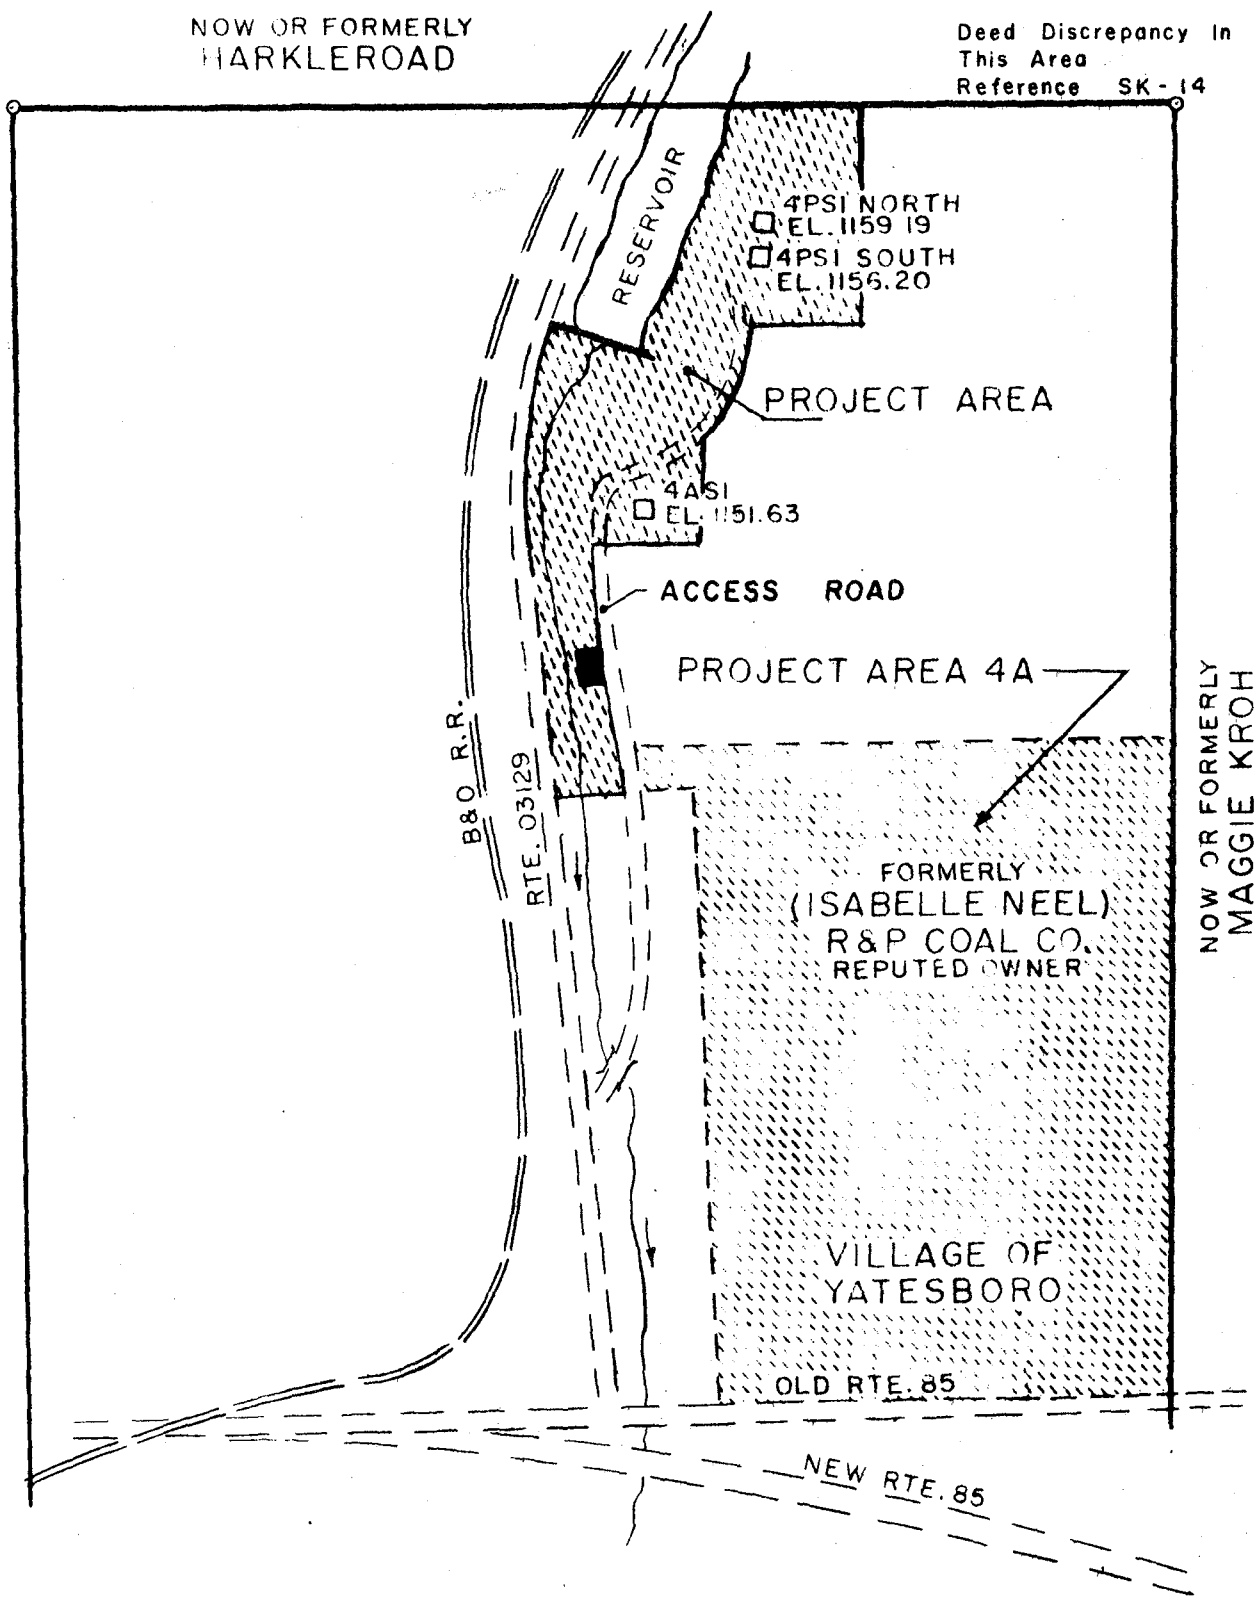 NOW OR FORMERLY
HARKLEROAD
Deed Discrepancy In
This Area
Reference SK-14
RESERVOIR
4PSI NORTH
EL. 1159 19
4PSI SOUTH
EL. 1156.20
PROJECT AREA
4ASI
EL. 1151.63
ACCESS ROAD
PROJECT AREA 4A
B&O R.R.
RTE. 03129
NOW OR FORMERLY
MAGGIE KROH
FORMERLY
(ISABELLE NEEL)
R&P COAL CO.
REPUTED OWNER
VILLAGE OF
YATESBORO
OLD RTE. 85
NEW RTE. 85